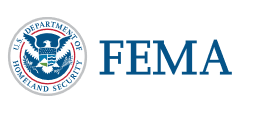 U.S. DEPARTMENT OF
HOMELAND SECURITY
FEMA